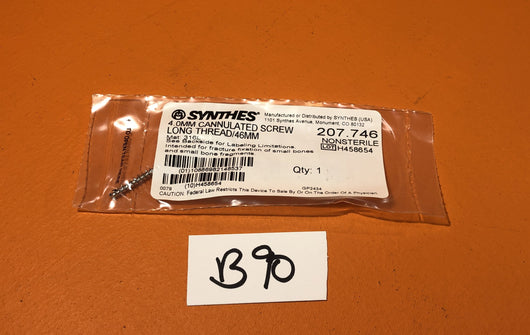 SYNTHES®
Manufactured or Distributed by SYNTHES (USA)
1101 Synthes Avenue, Monument, CO 80132
4.0MM CANNULATED SCREW
LONG THREAD/46MM
207.746
Mat: 316L
NONSTERILE
See Backside for Labeling Limitations
LOT H458654
Intended for fracture fixation of small bones
and small bone fragments.
Qty: 1
(10)H458654
0079
GP2434
CAUTION: Federal Law Restricts This Device To Sale By Or On The Order Of A Physician.
B90